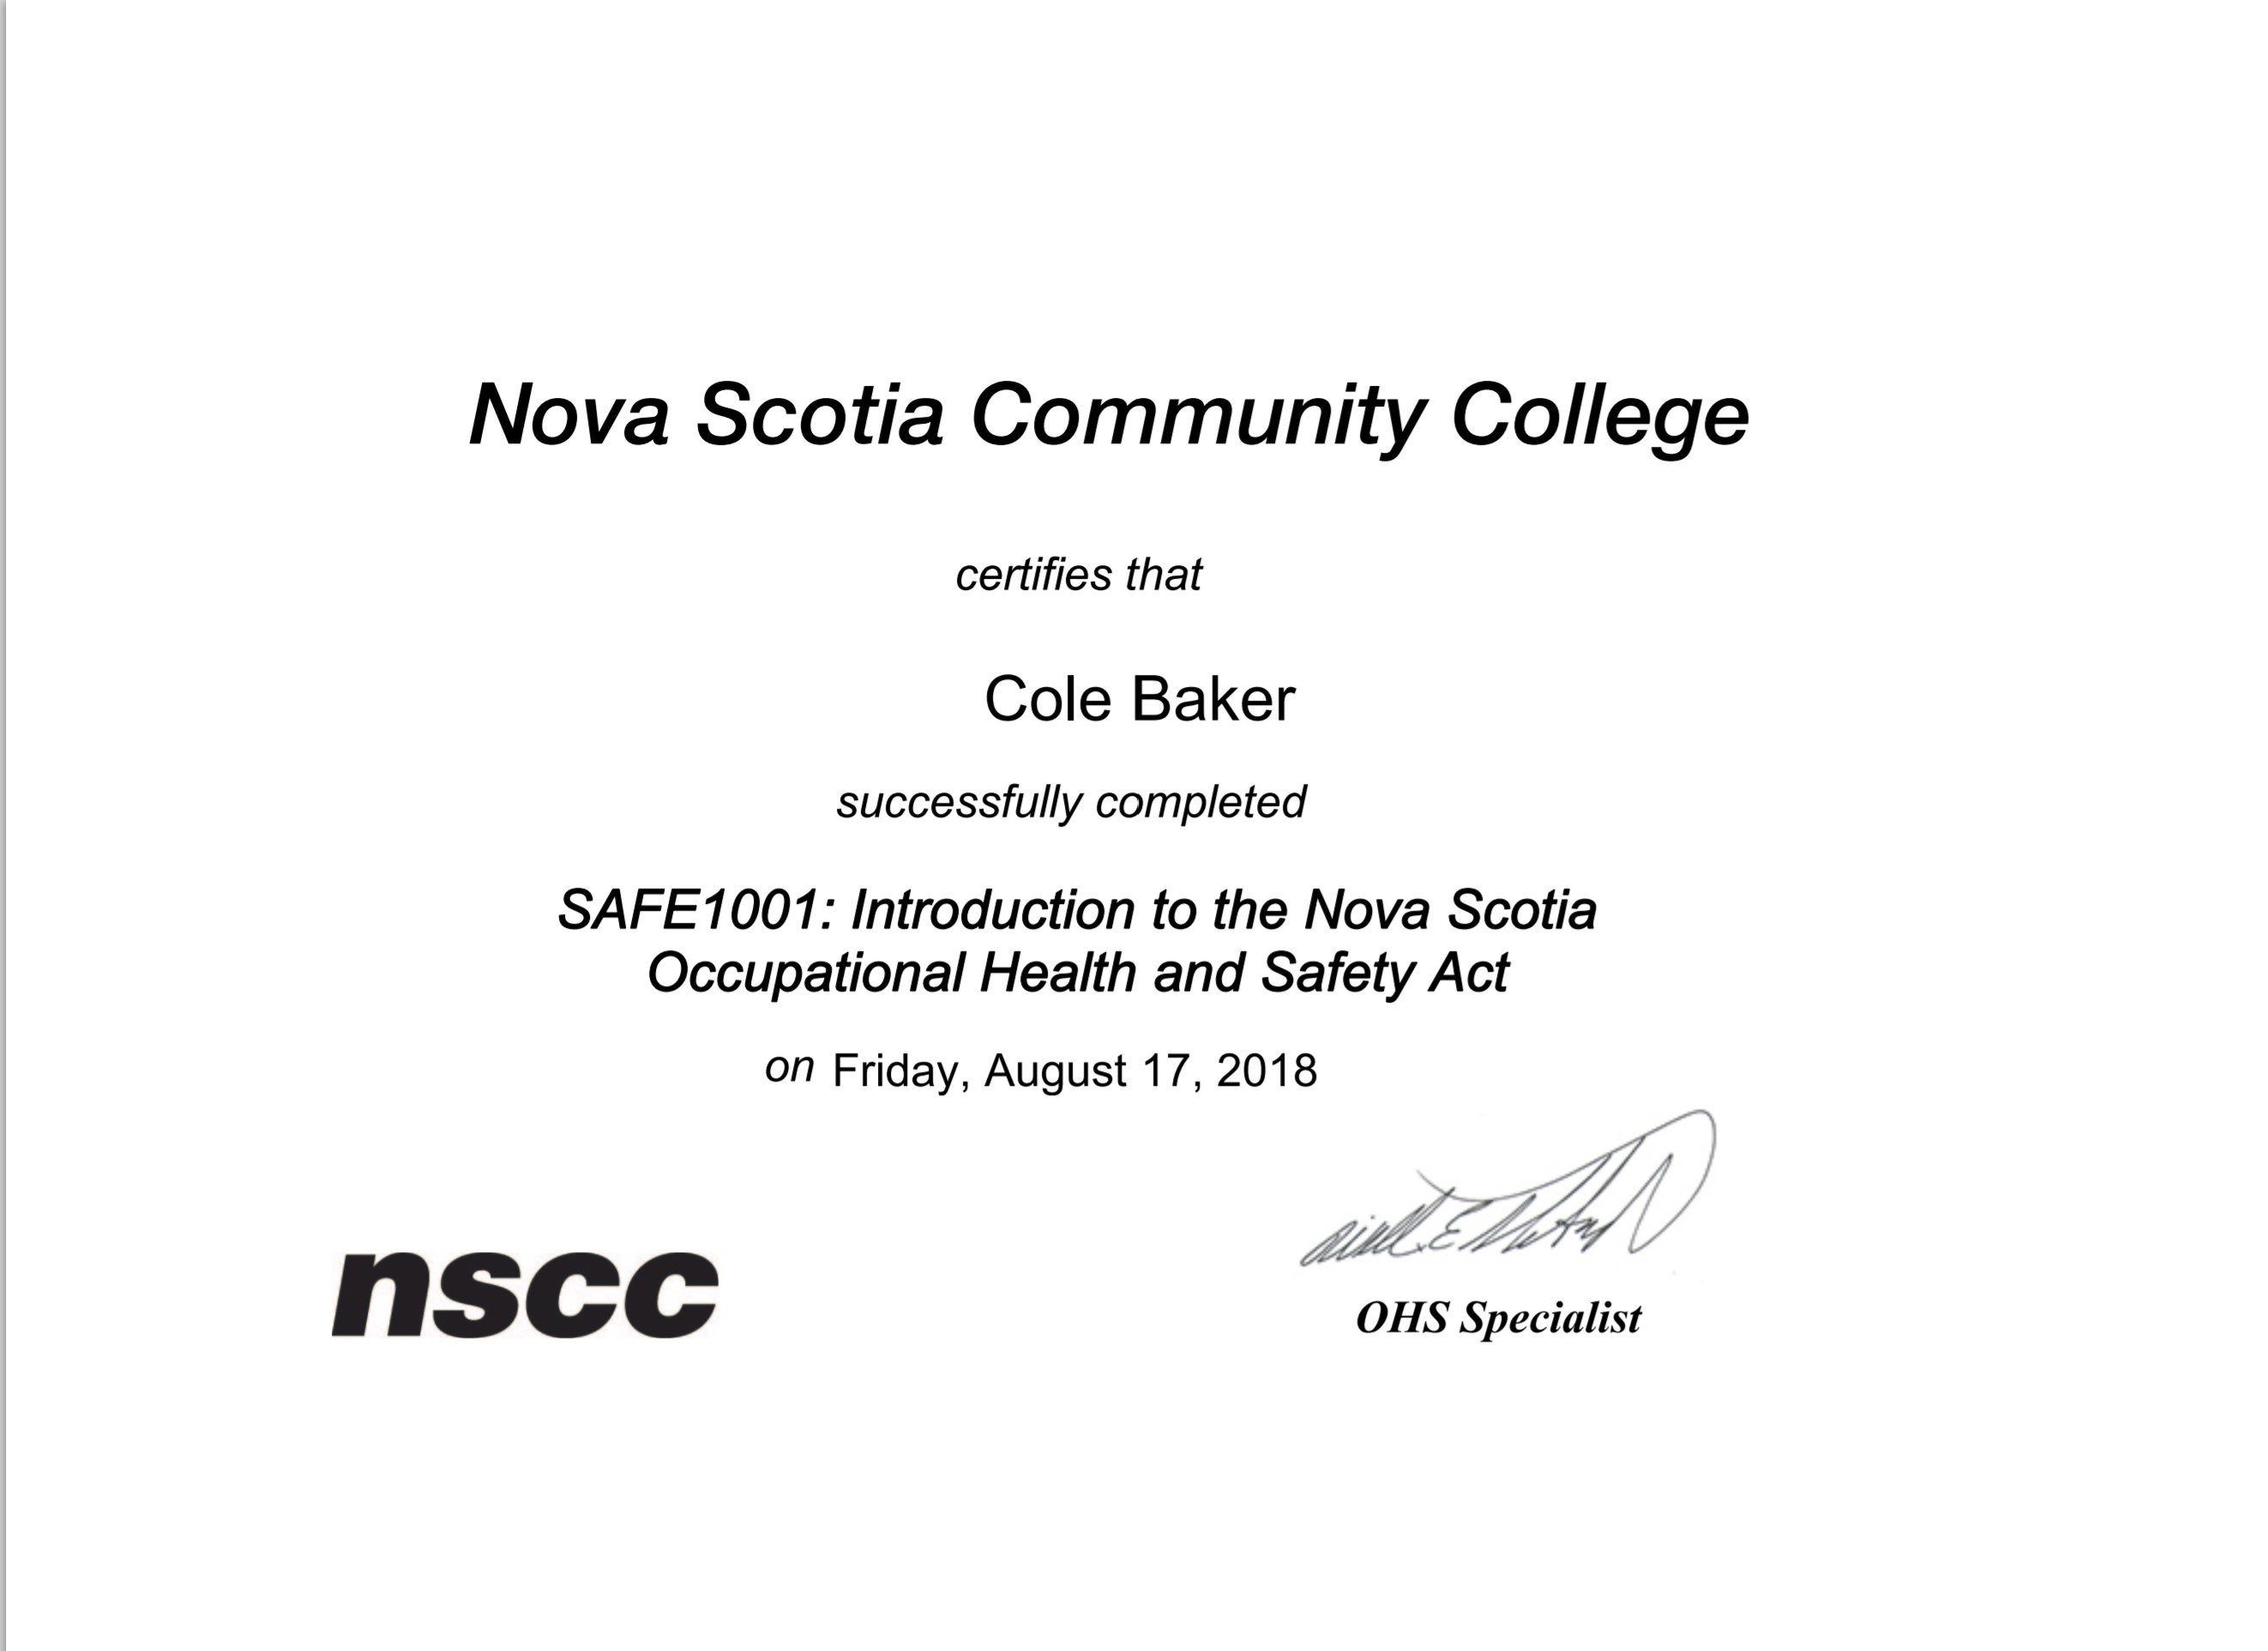 Nova Scotia Community College
certifies that
Cole Baker
successfully completed
SAFE1001: Introduction to the Nova Scotia
Occupational Health and Safety Act
on Friday, August 17, 2018
nscc
OHS Specialist